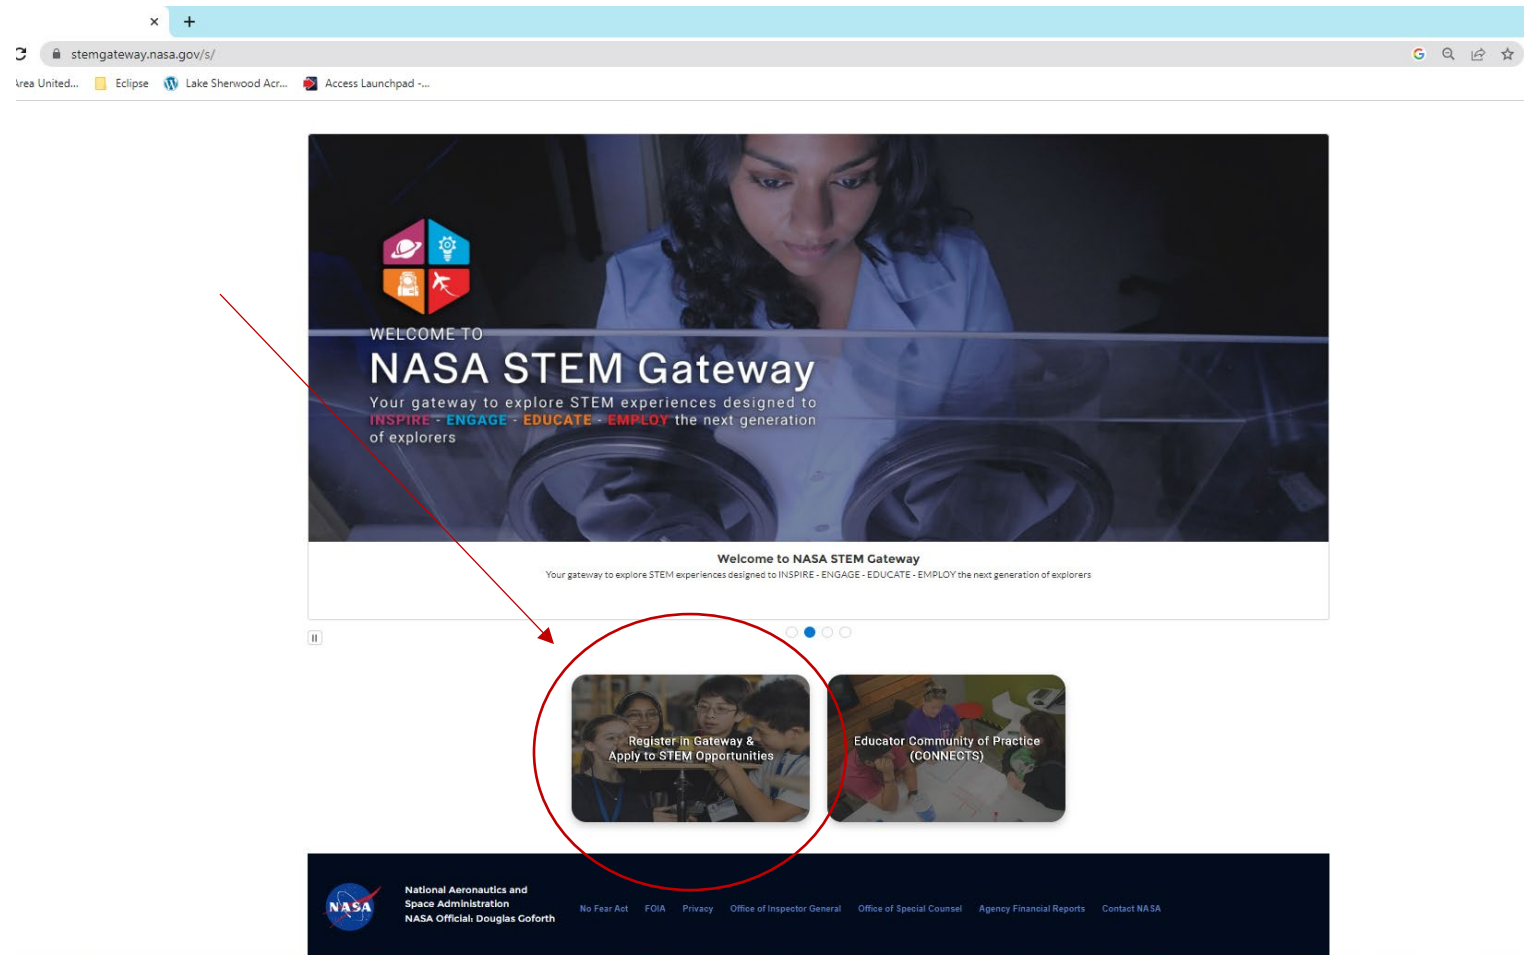 stemgateway.nasa.gov/s/
Area United...
Eclipse
Lake Sherwood Acr...
Access Launchpad -...
WELCOME TO
NASA STEM Gateway
Your gateway to explore STEM experiences designed to
INSPIRE - ENGAGE - EDUCATE - EMPLOY the next generation
of explorers
Welcome to NASA STEM Gateway
Your gateway to explore STEM experiences designed to INSPIRE - ENGAGE - EDUCATE - EMPLOY the next generation of explorers
Register in Gateway &
Apply to STEM Opportunities
Educator Community of Practice
(CONNECTS)
NASA
National Aeronautics and
Space Administration
NASA Official: Douglas Goforth
No Fear Act
FOIA
Privacy
Office of Inspector General
Office of Special Counsel
Agency Financial Reports
Contact NASA